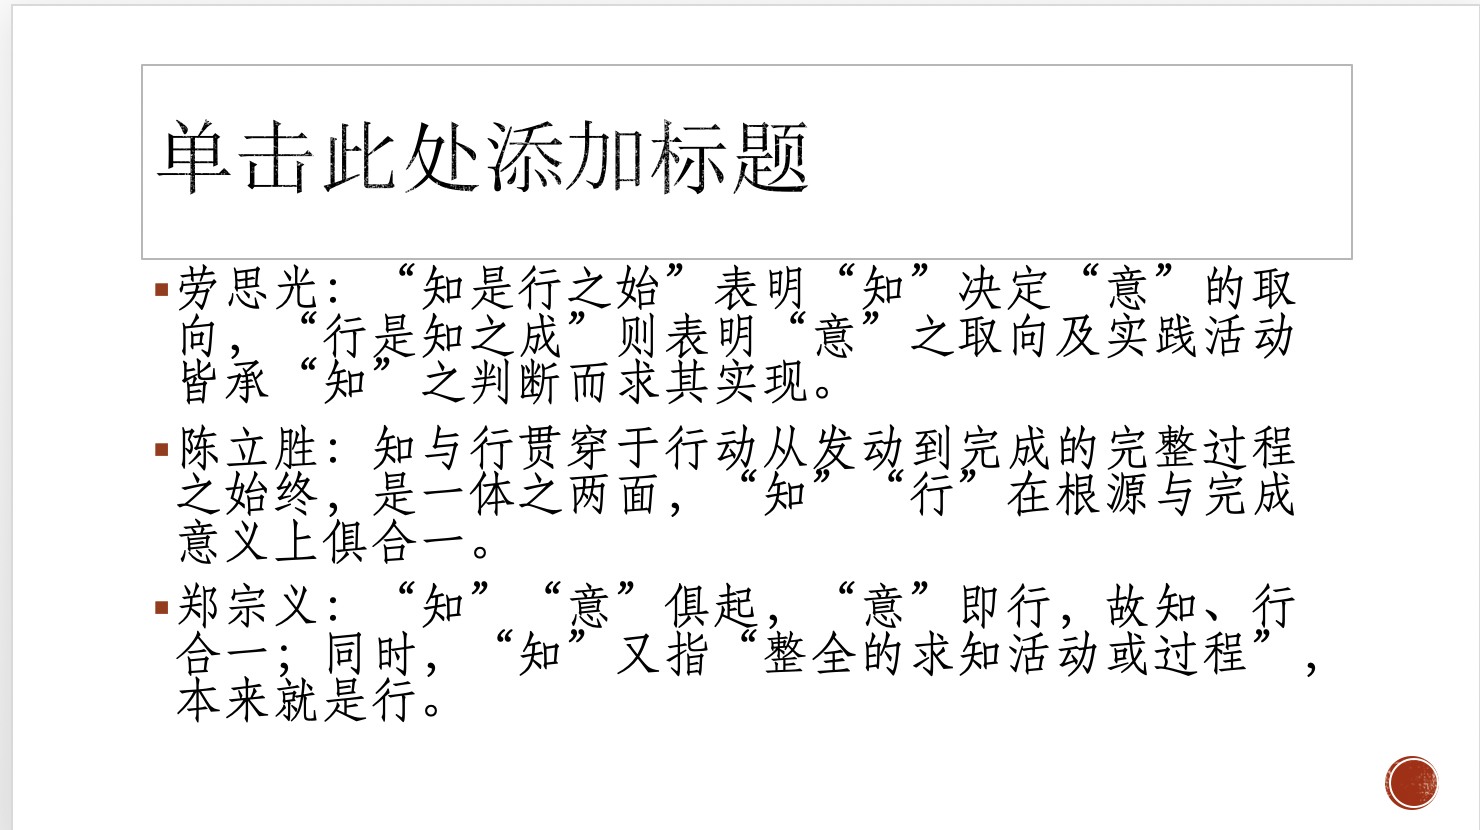 单击此处添加标题
劳思光：“知是行之始”表明“知”决定“意”的取
向，“行是知之成”则表明“意”之取向及实践活动
皆承“知”之判断而求其实现。
陈立胜：知与行贯穿于行动从发动到完成的完整过程
之始终，是一体之两面，“知”“行”在根源与完成
意义上俱合一。
郑宗义：“知”“意”俱起，“意”即行，故知、行
合一；同时，“知”又指“整全的求知活动或过程”，
本来就是行。